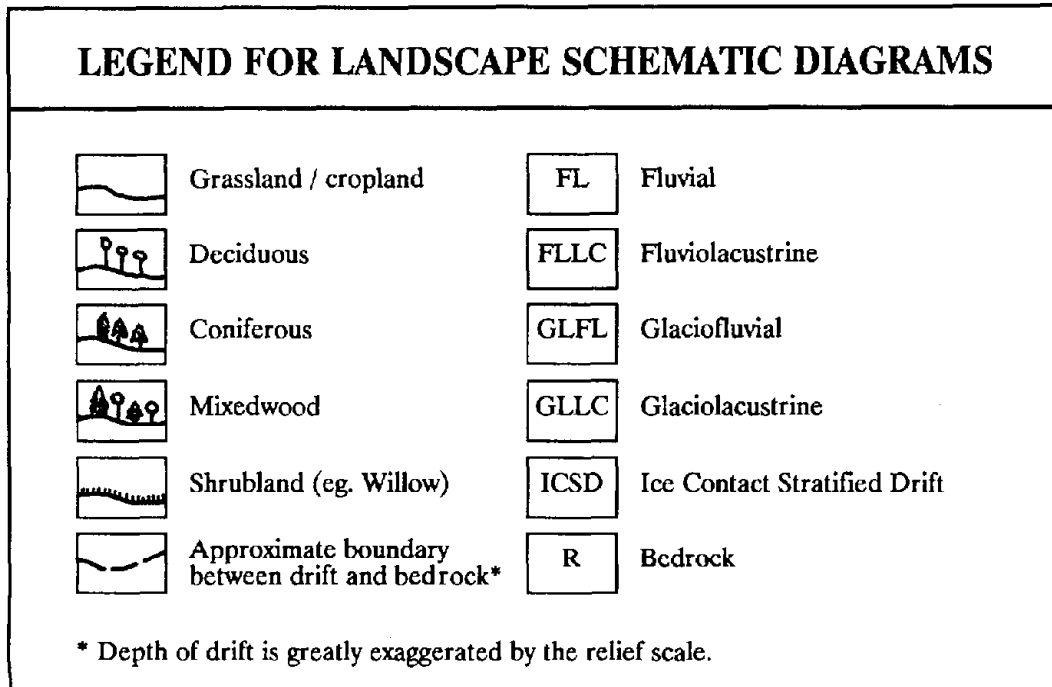 LEGEND FOR LANDSCAPE SCHEMATIC DIAGRAMS
Grassland / cropland
Deciduous
Coniferous
Mixedwood
Shrubland (eg. Willow)
Approximate boundary
between drift and bedrock*
FL Fluvial
FLLC Fluviolacustrine
GLFL Glaciofluvial
GLLC Glaciolacustrine
ICSD Ice Contact Stratified Drift
R Bedrock
* Depth of drift is greatly exaggerated by the relief scale.